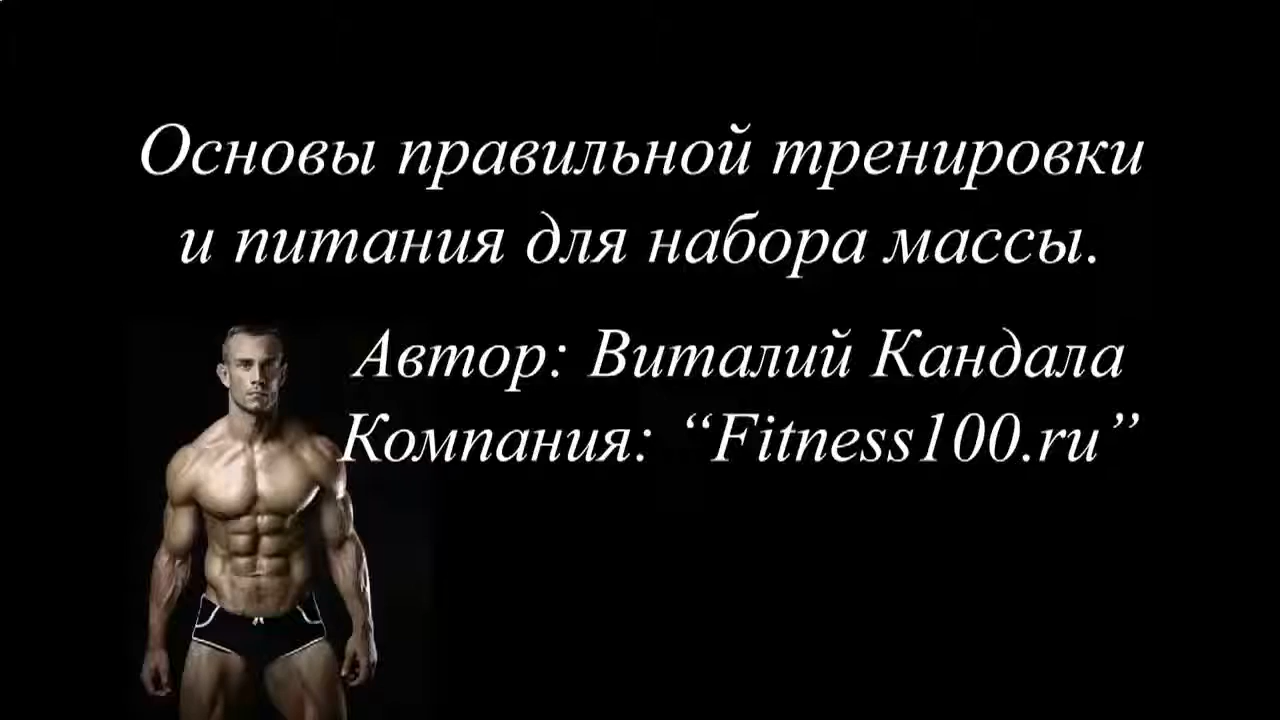 Основы правильной тренировки
и питания для набора массы.
Автор: Виталий Кандала
Компания: “Fitness100.ru”